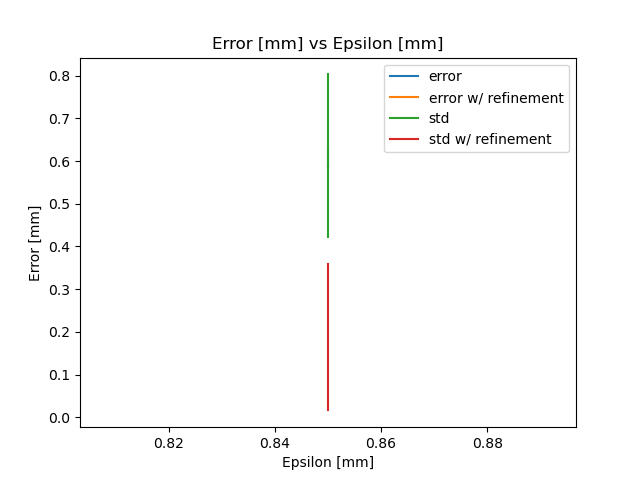 Error [mm] vs Epsilon [mm]
error
error w/ refinement
std
std w/ refinement
Error [mm]
0.8
0.7
0.6
0.5
0.4
0.3
0.2
0.1
0.0
0.82 0.84 0.86 0.88
Epsilon [mm]